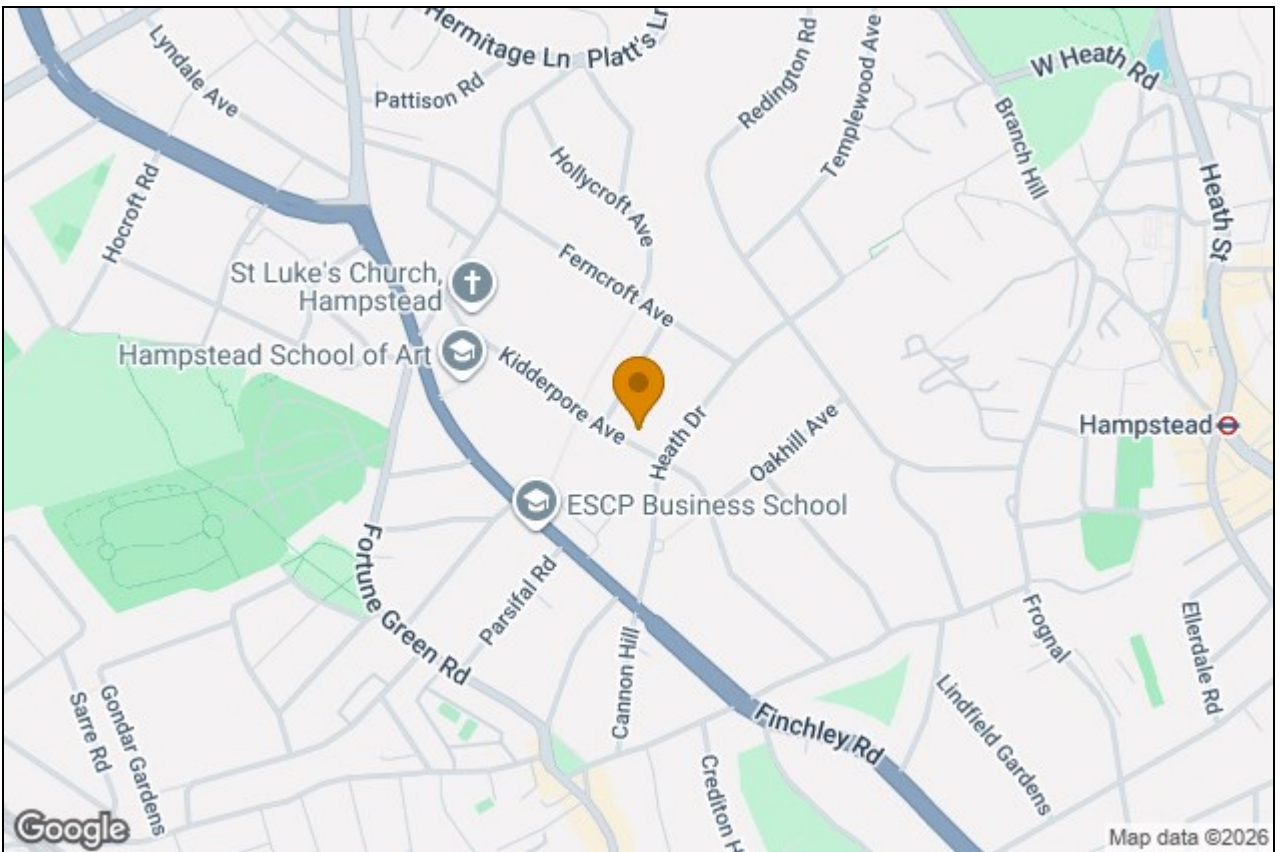 Hermitage Ln
Platt's Ln
Lyndale Ave
Pattison Rd
Redington Rd
Templewood Ave
W Heath Rd
Branch Hill
Hollycroft Ave
Hocroft Rd
Heath St
St Luke's Church,
Hampstead
Ferncroft Ave
Hampstead School of Art
Kidderpore Ave
Heath Dr
Oakhill Ave
Hampstead
ESCP Business School
Fortune Green Rd
Parsifal Rd
Cannon Hill
Frognal
Ellerdale Rd
Sarre Rd
Gondar Gardens
Finchley Rd
Lindfield Gardens
Crediton H
Google
Map data ©2026